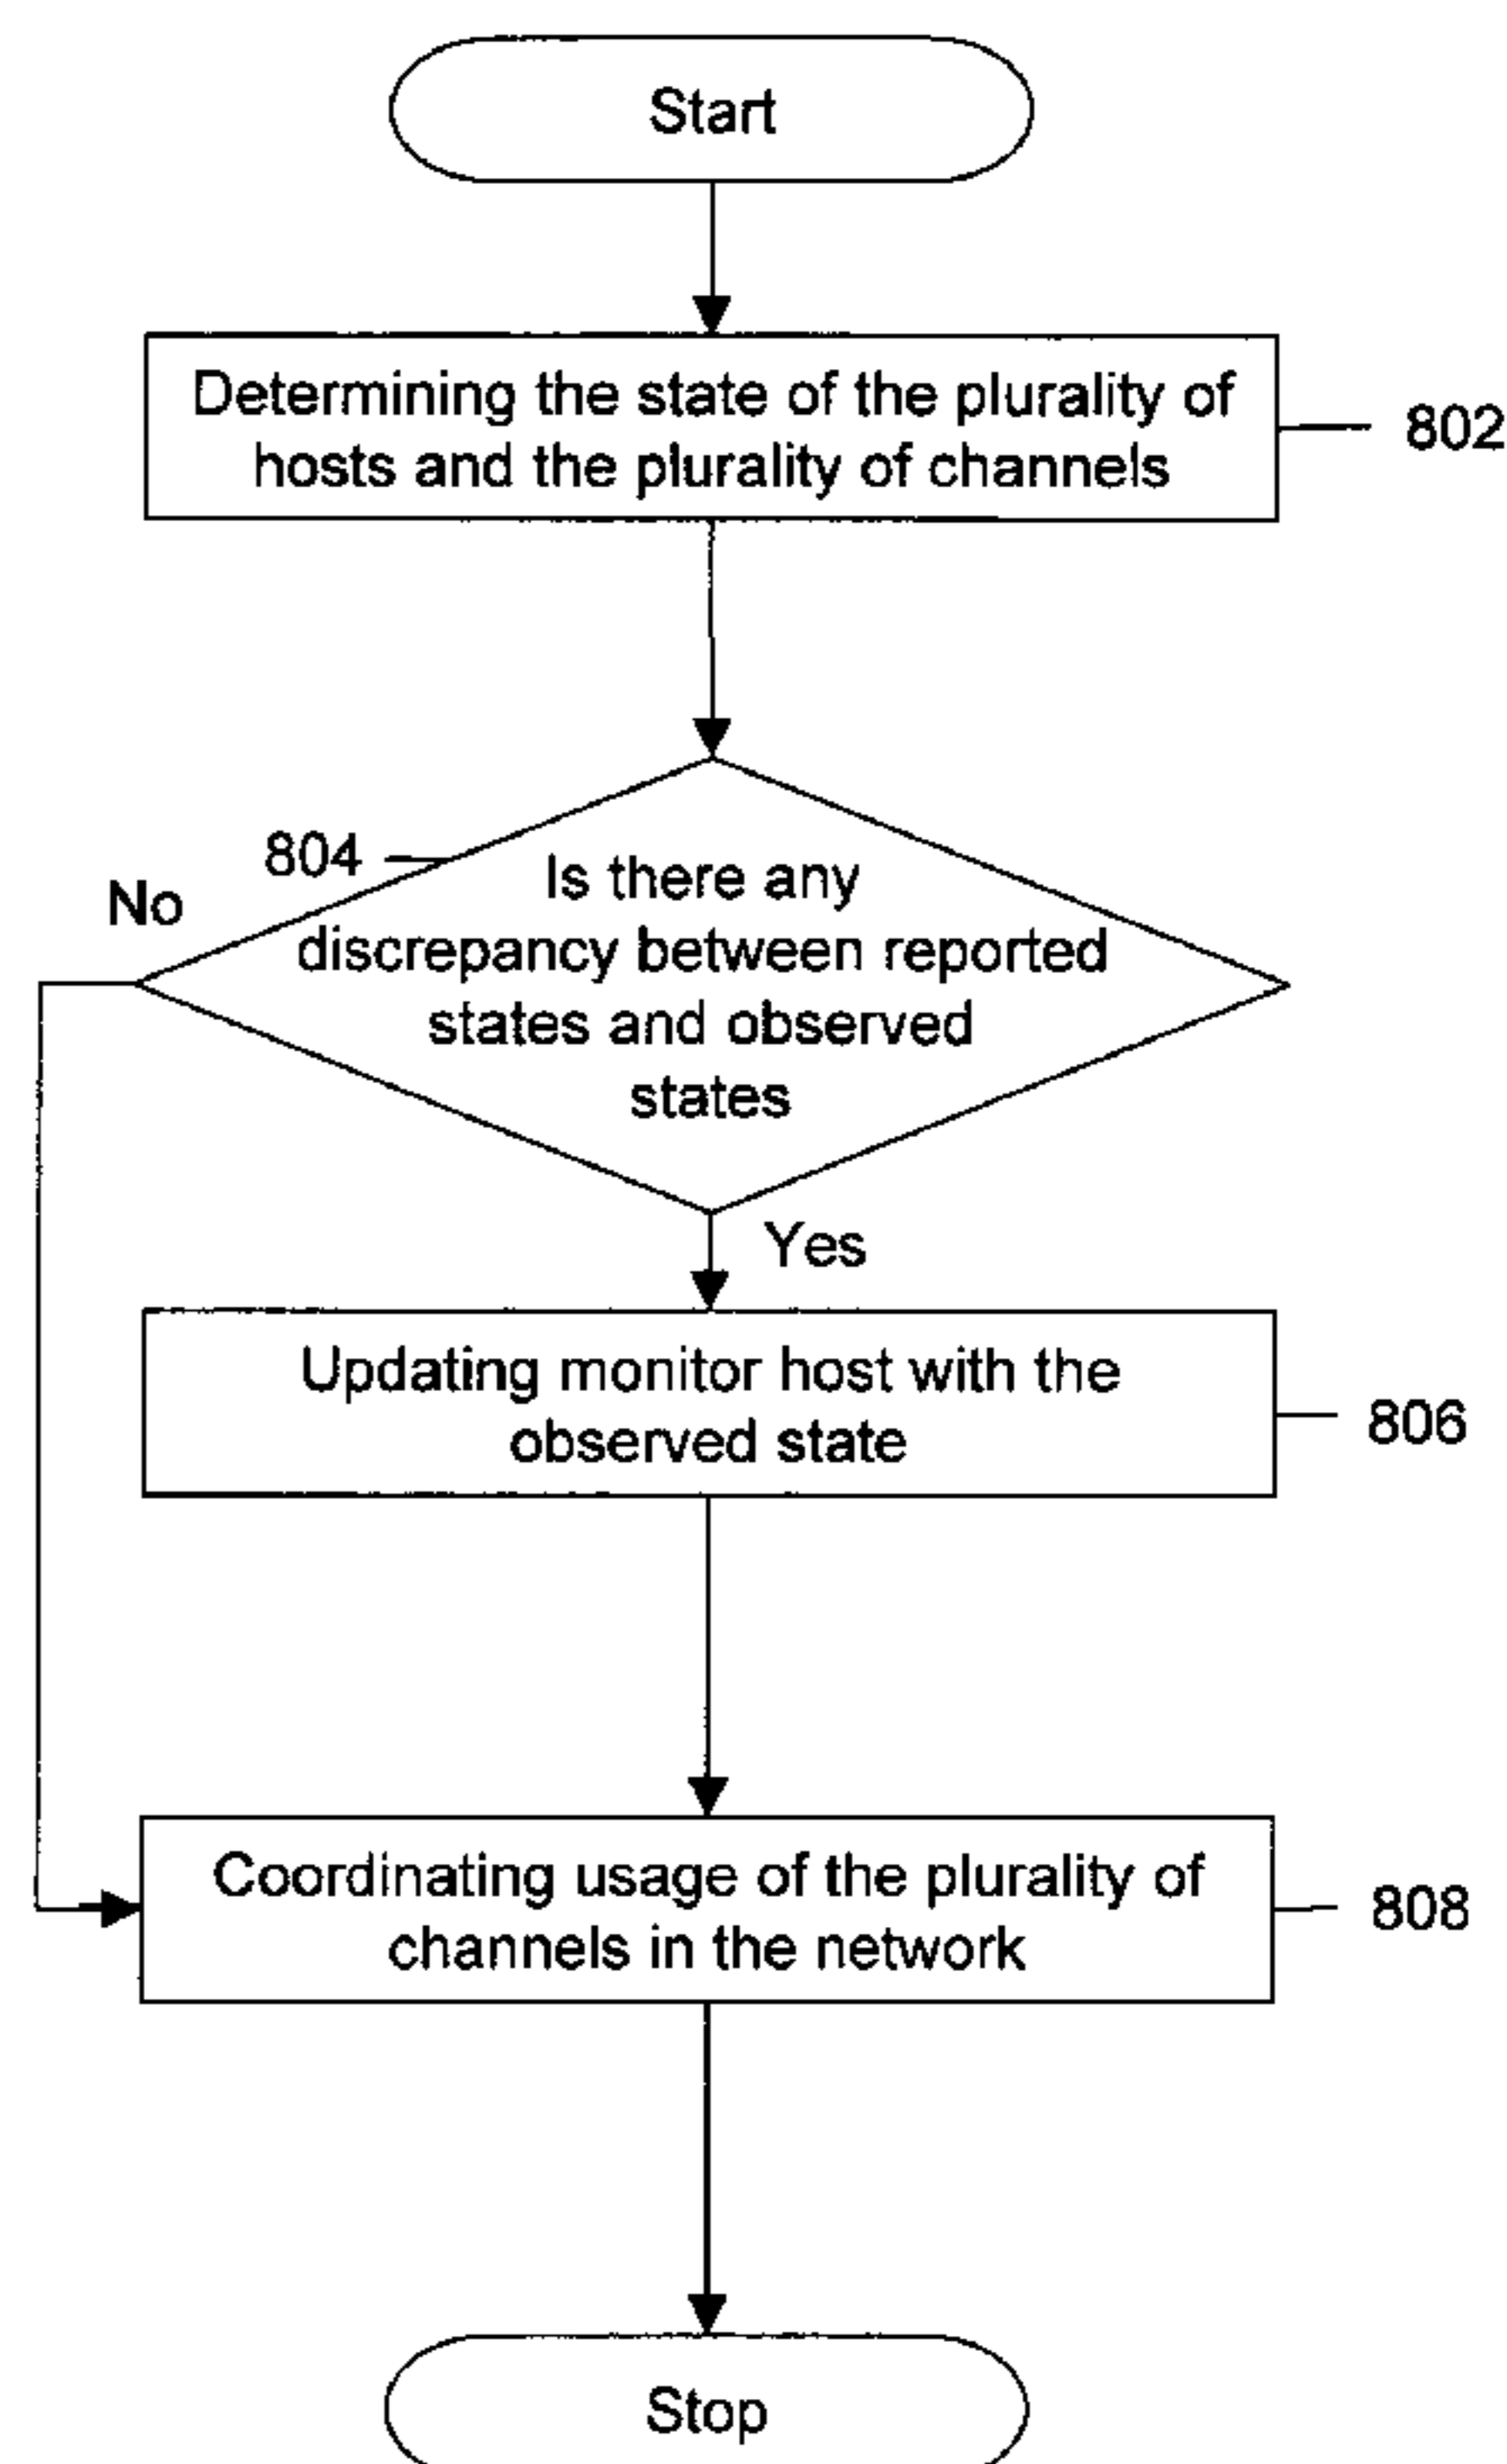 Start
Determining the state of the plurality of
hosts and the plurality of channels
802
804
No
Is there any
discrepancy between reported
states and observed
states
Yes
Updating monitor host with the
observed state
806
Coordinating usage of the plurality of
channels in the network
808
Stop